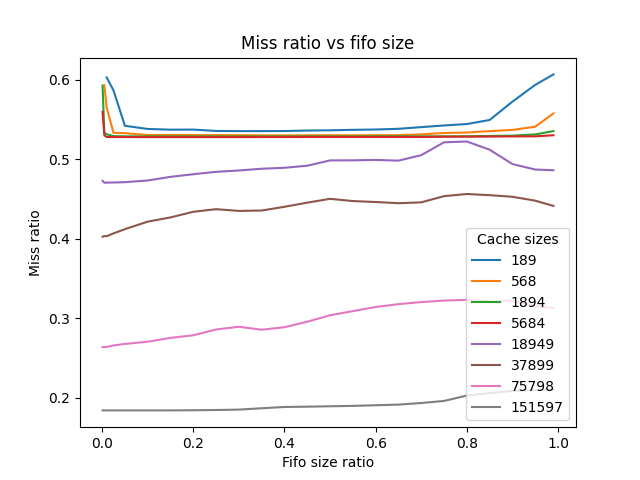 Miss ratio vs fifo size
Miss ratio
0.6
0.5
0.4
0.3
0.2
Cache sizes
189
568
1894
5684
18949
37899
75798
151597
0.0 0.2 0.4 0.6 0.8 1.0
Fifo size ratio